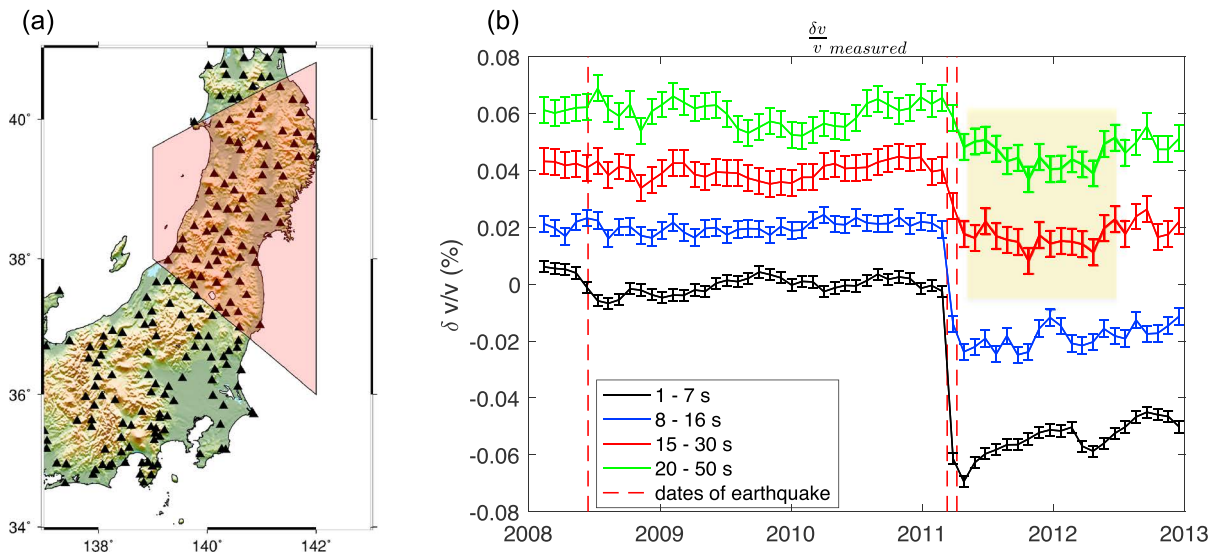 (a)
40°
38°
36°
34°
138°
140°
142°
(b)
δv
v measured
0.08
0.06
0.04
0.02
0
-0.02
-0.04
-0.06
-0.08
δ v/v (%)
1 - 7 s
8 - 16 s
15 - 30 s
20 - 50 s
dates of earthquake
2008
2009
2010
2011
2012
2013